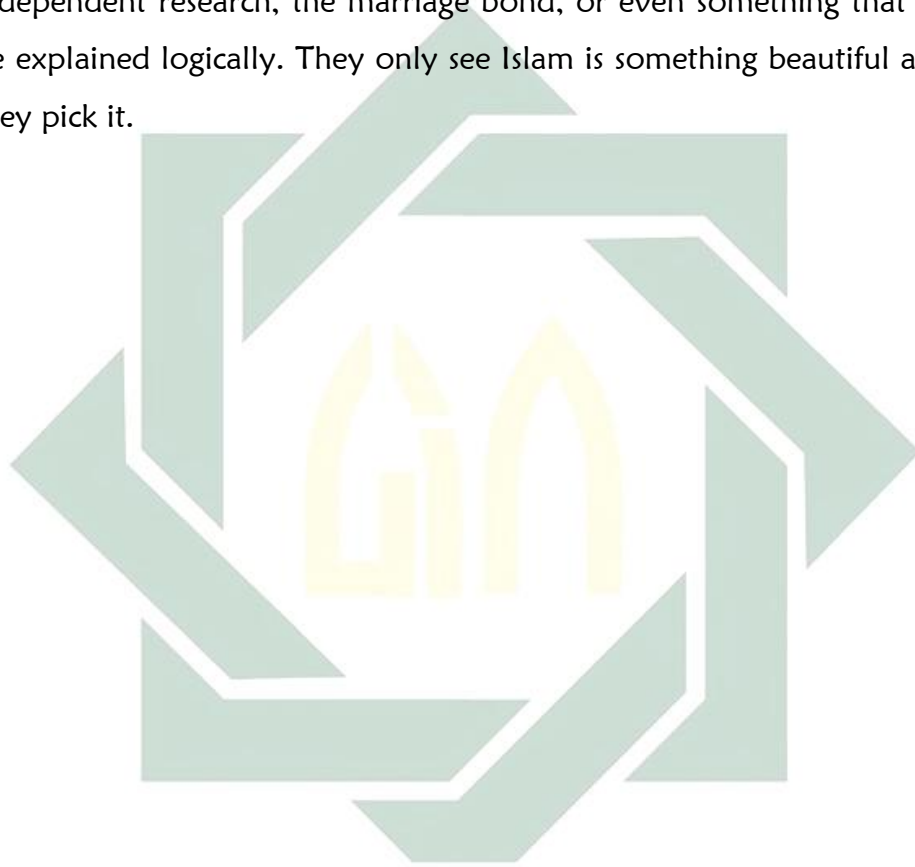 dependent research, the marriage bond, or even something that
e explained logically. They only see Islam is something beautiful a
ey pick it.
UIN